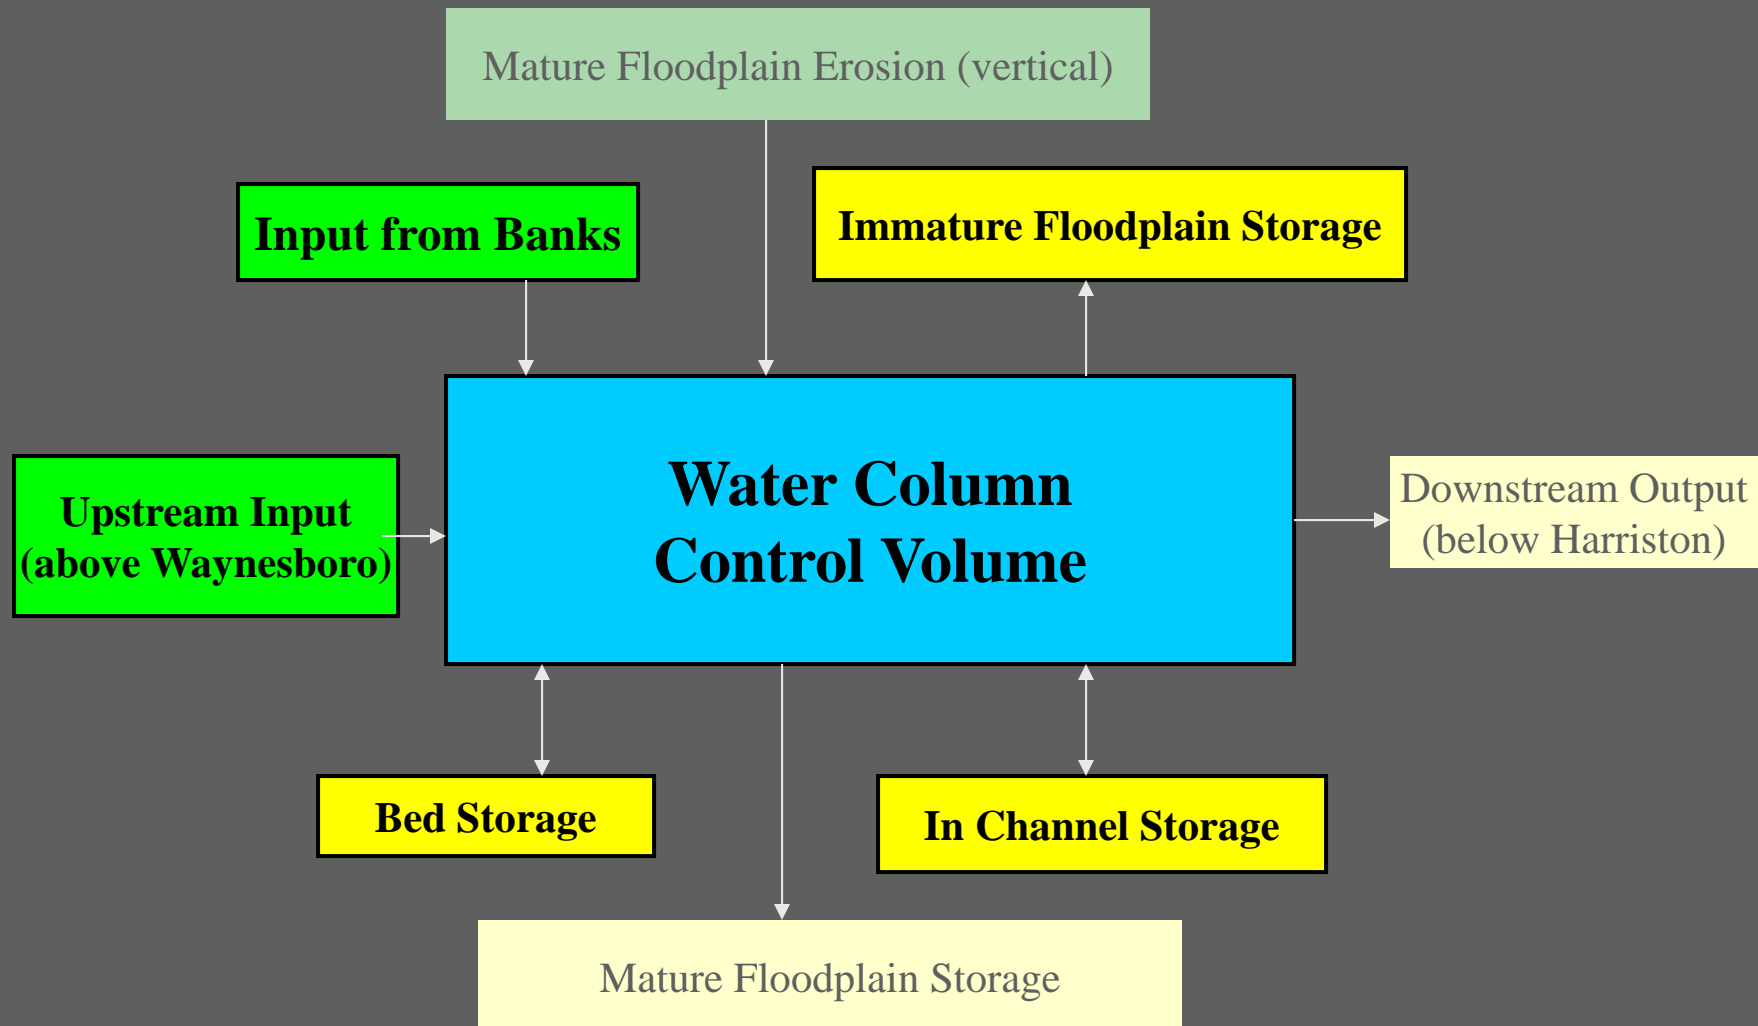 Mature Floodplain Erosion (vertical)
Input from Banks
Immature Floodplain Storage
Upstream Input
(above Waynesboro)
Water Column
Control Volume
Downstream Output
(below Harriston)
Bed Storage
In Channel Storage
Mature Floodplain Storage